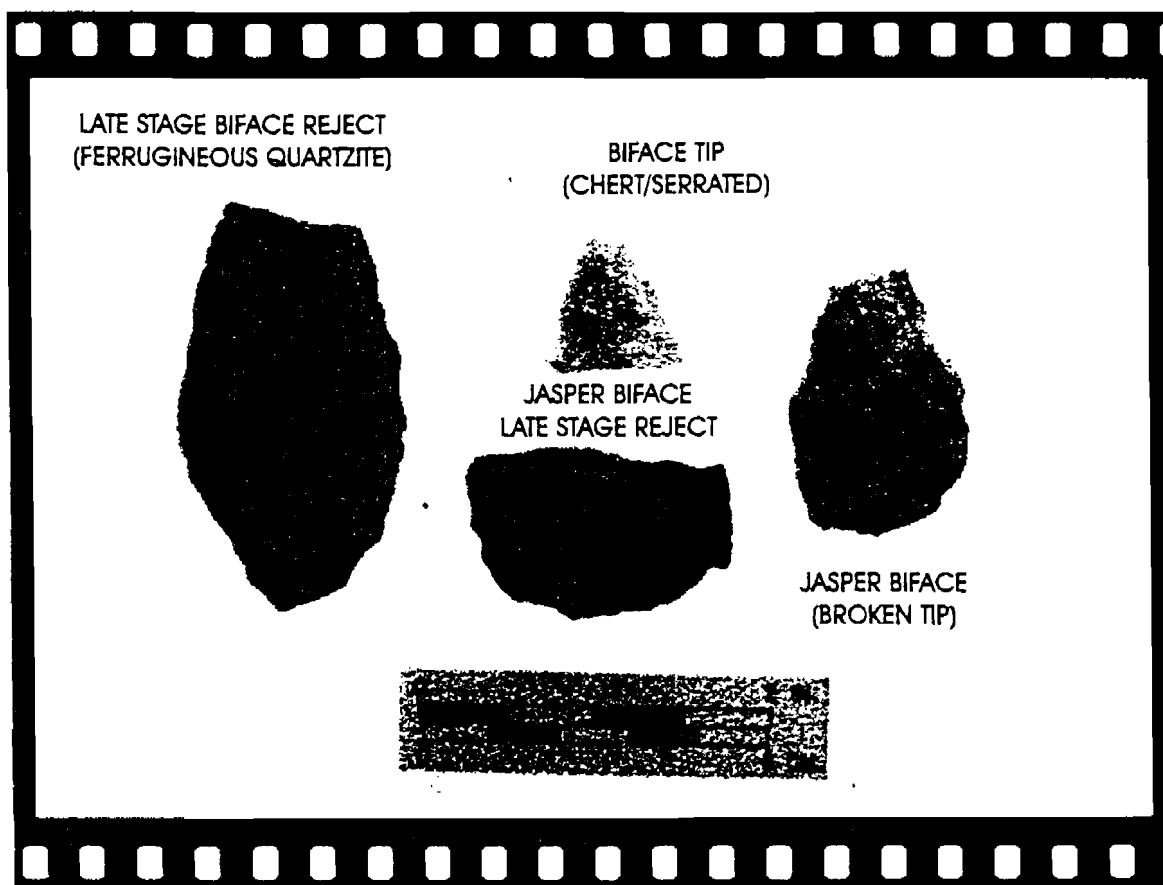 LATE STAGE BIFACE REJECT
(FERRUGINEOUS QUARTZITE)
BIFACE TIP
(CHERT/SERRATED)
JASPER BIFACE
LATE STAGE REJECT
JASPER BIFACE
(BROKEN TIP)